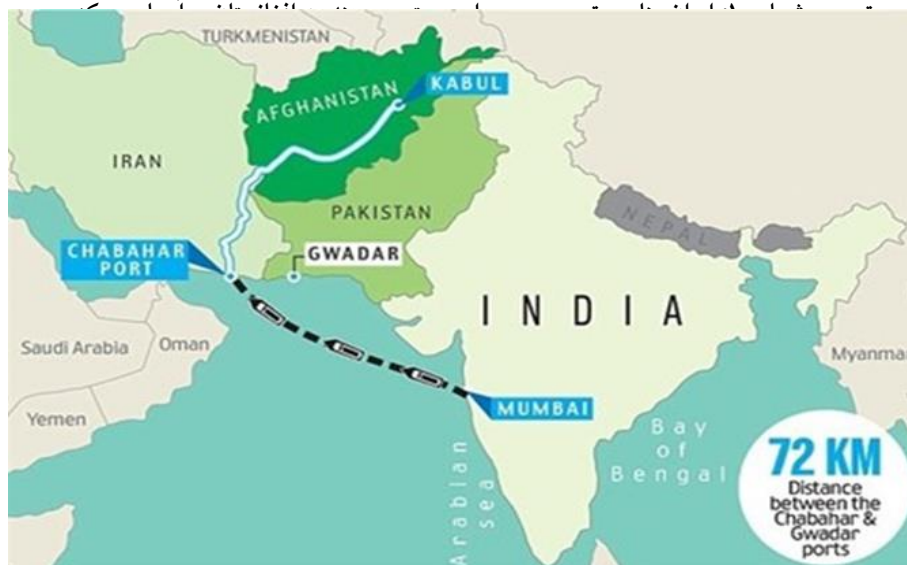 TURKMENISTAN
AFGHANISTAN
KABUL
IRAN
PAKISTAN
NEPAL
CHABAHAR
PORT
GWADAR
INDIA
Saudi Arabia
Oman
Myanma
Yemen
MUMBAI
Arabian
sea
Bay
of
Bengal
72 KM
Distance
between the
Chabahar &
Gwadar
ports